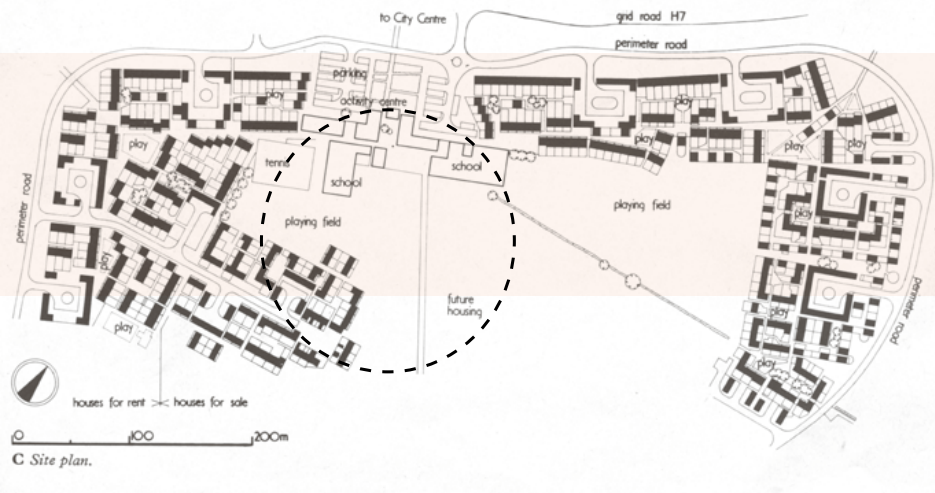 to City Centre
grid road H7
perimeter road
parking
play
play
activity centre
play
play
play
play
tennis
school
school
play
perimeter road
playing field
playing field
play
play
future
housing
perimeter road
play
play
houses for rent
houses for sale
0
100
200m
C Site plan.